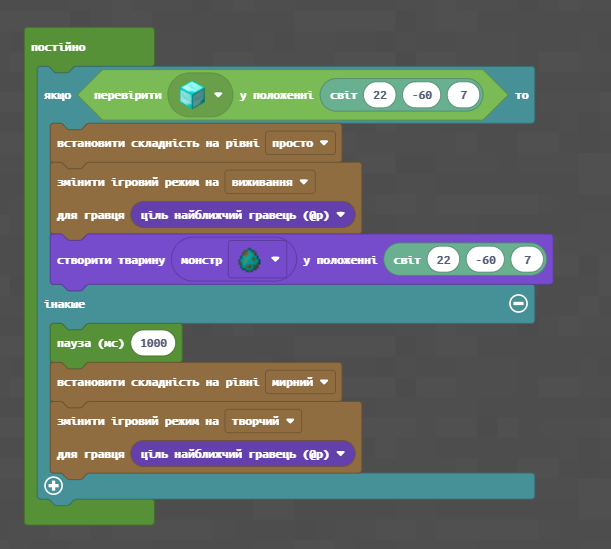 постійно
якщо перевірити у положенні світ 22 -60 7 то
встановити складність на рівні просто
змінити ігровий режим на виживання
для гравця ціль найближчий гравець (@p)
створити тварину монстр у положенні світ 22 -60 7
інакше
пауза (мс) 1000
встановити складність на рівні мирний
змінити ігровий режим на творчий
для гравця ціль найближчий гравець (@p)